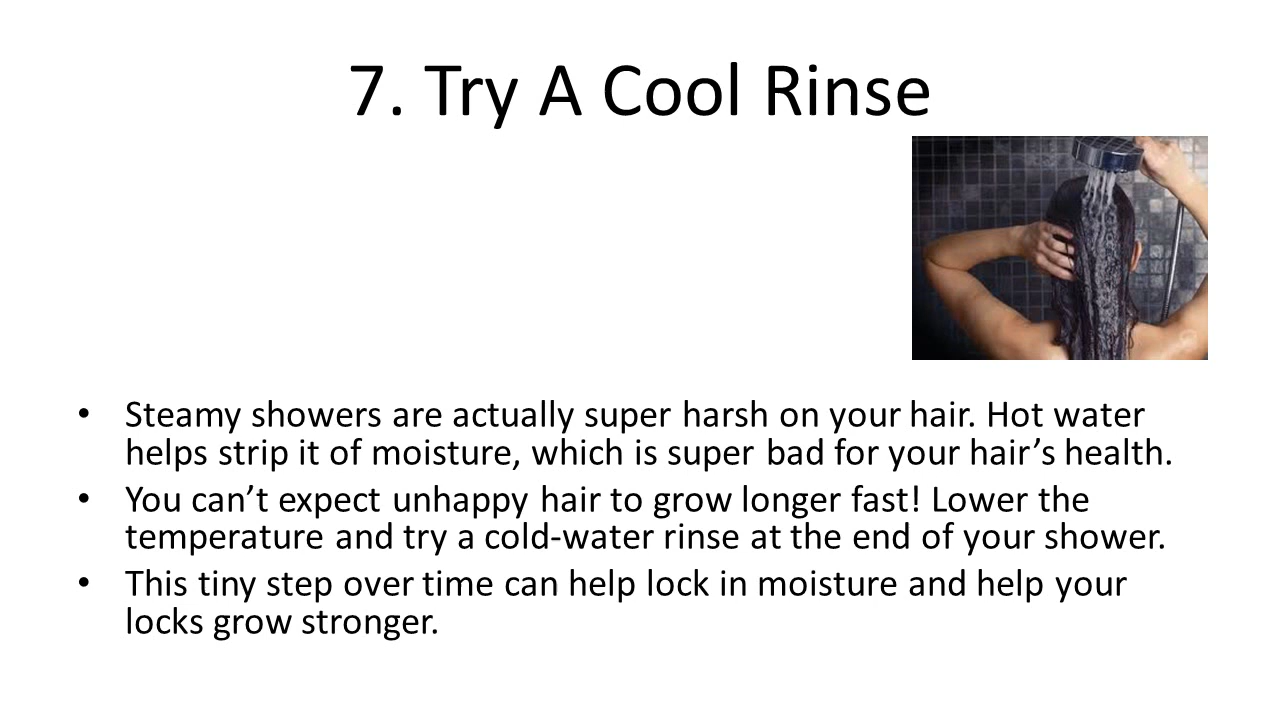 7. Try A Cool Rinse
• Steamy showers are actually super harsh on your hair. Hot water
helps strip it of moisture, which is super bad for your hair’s health.
• You can’t expect unhappy hair to grow longer fast! Lower the
temperature and try a cold-water rinse at the end of your shower.
• This tiny step over time can help lock in moisture and help your
locks grow stronger.